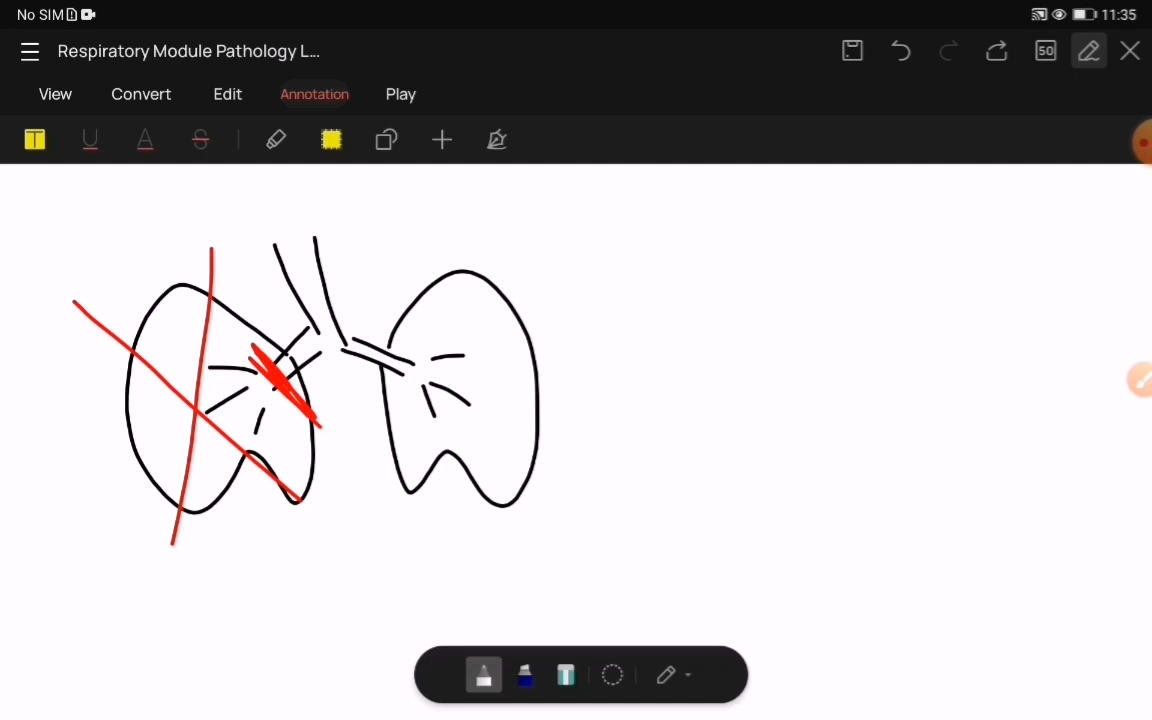 No SIM 11:35
Respiratory Module Pathology L... 50
View Convert Edit Annotation Play
T U A S